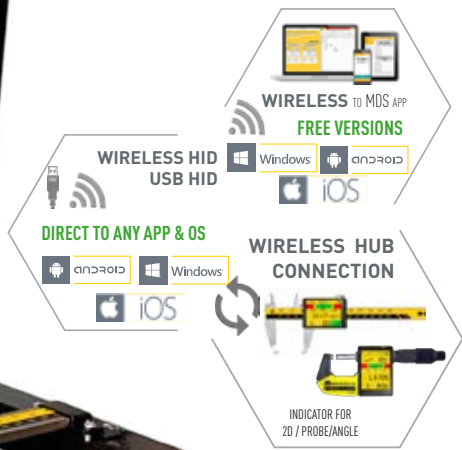 WIRELESS TO MDS APP
FREE VERSIONS
Windows
android
iOS
WIRELESS HID
USB HID
DIRECT TO ANY APP & OS
android
Windows
iOS
WIRELESS HUB
CONNECTION
INDICATOR FOR
2D / PROBE/ANGLE